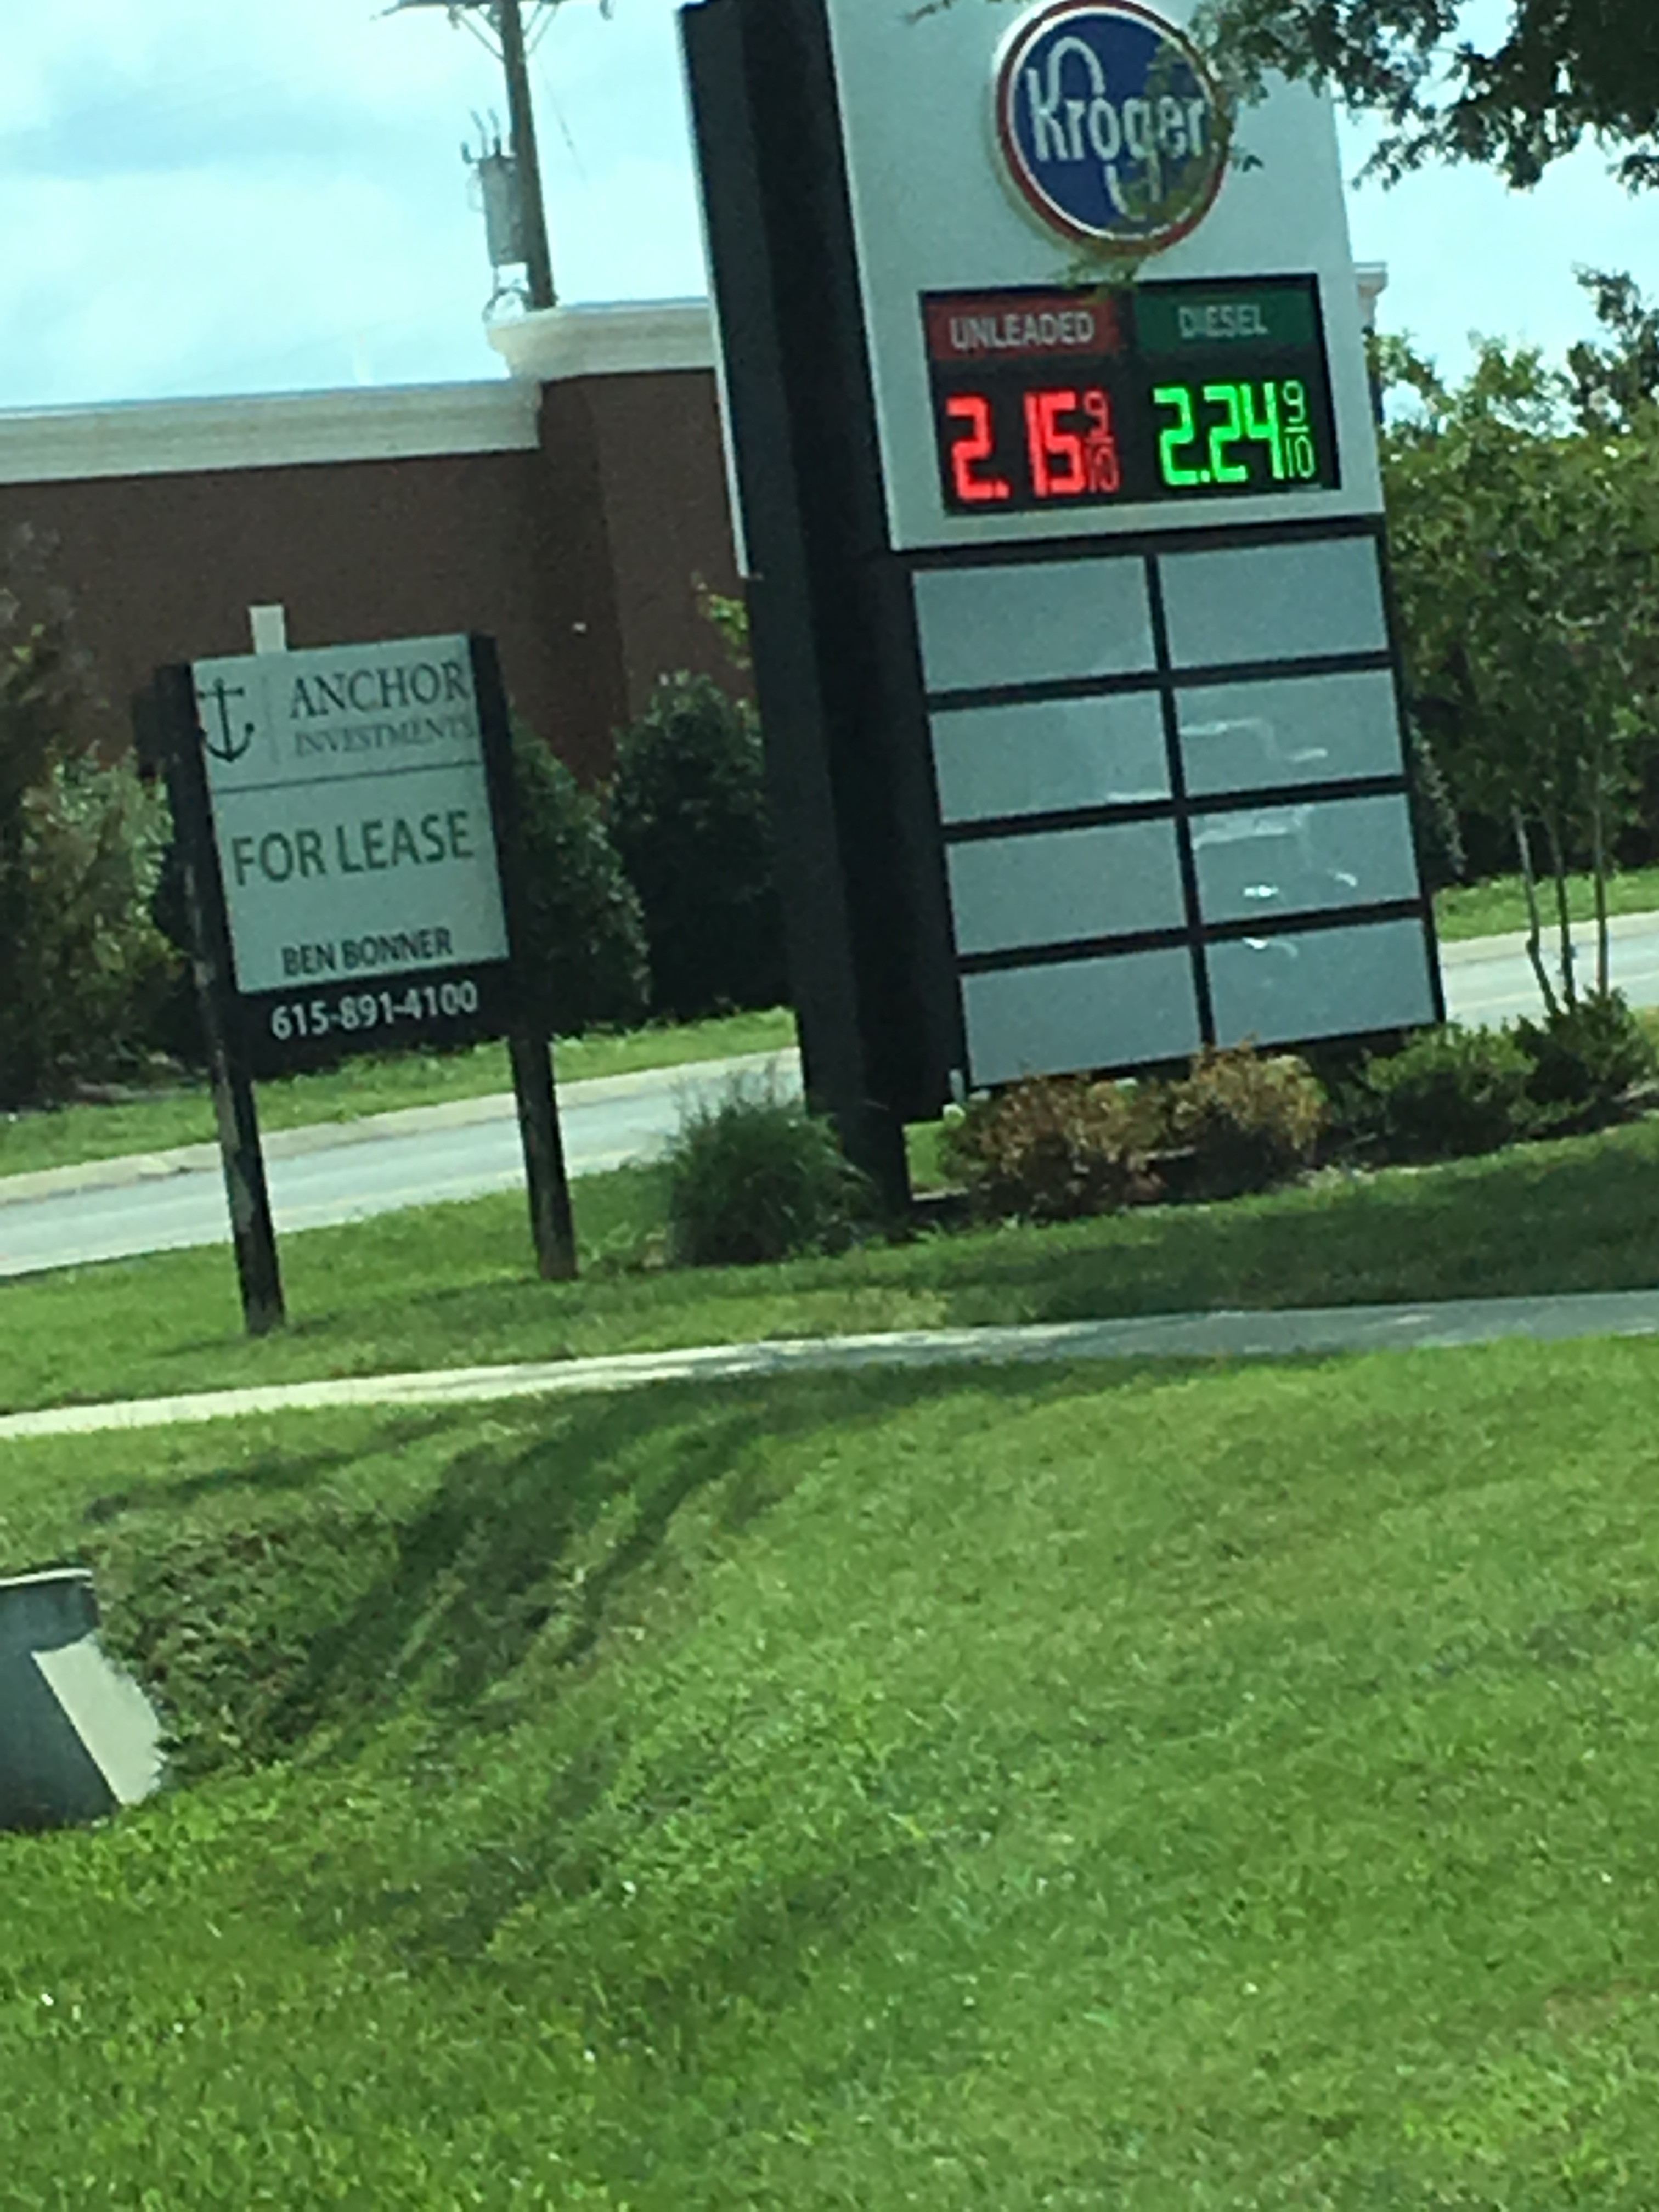 Kroger
UNLEADED DIESEL
2.15 9/10 2.24 9/10
ANCHOR
INVESTMENTS
FOR LEASE
BEN BONNER
615-891-4100